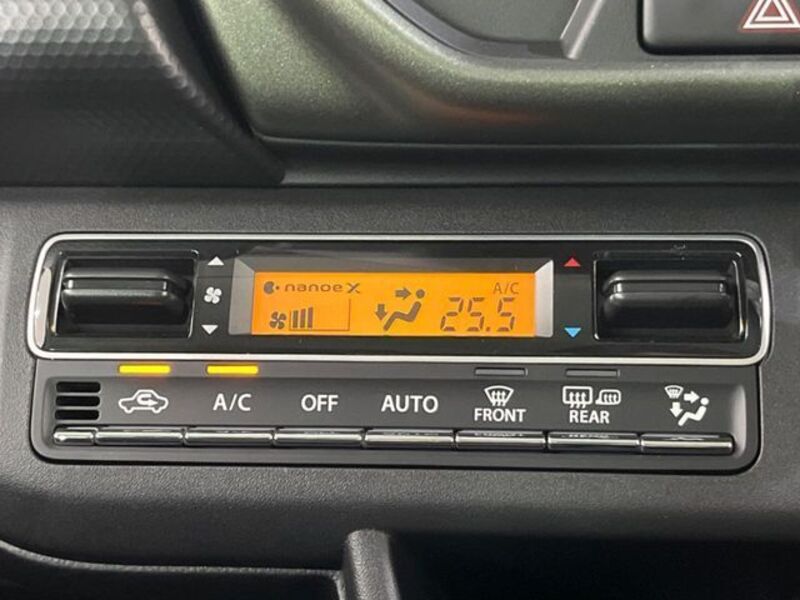 nanoe X
A/C
25.5
A/C
OFF
AUTO
FRONT
REAR